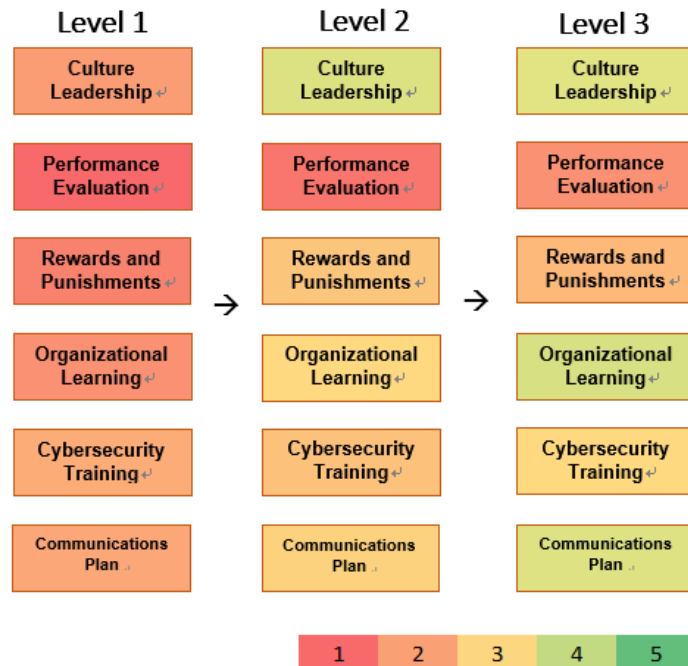 Level 1
Level 2
Level 3
Culture
Leadership
Culture
Leadership
Culture
Leadership
Performance
Evaluation
Performance
Evaluation
Performance
Evaluation
Rewards and
Punishments
Rewards and
Punishments
Rewards and
Punishments
→
→
Organizational
Learning
Organizational
Learning
Organizational
Learning
Cybersecurity
Training
Cybersecurity
Training
Cybersecurity
Training
Communications
Plan
Communications
Plan
Communications
Plan
1 2 3 4 5